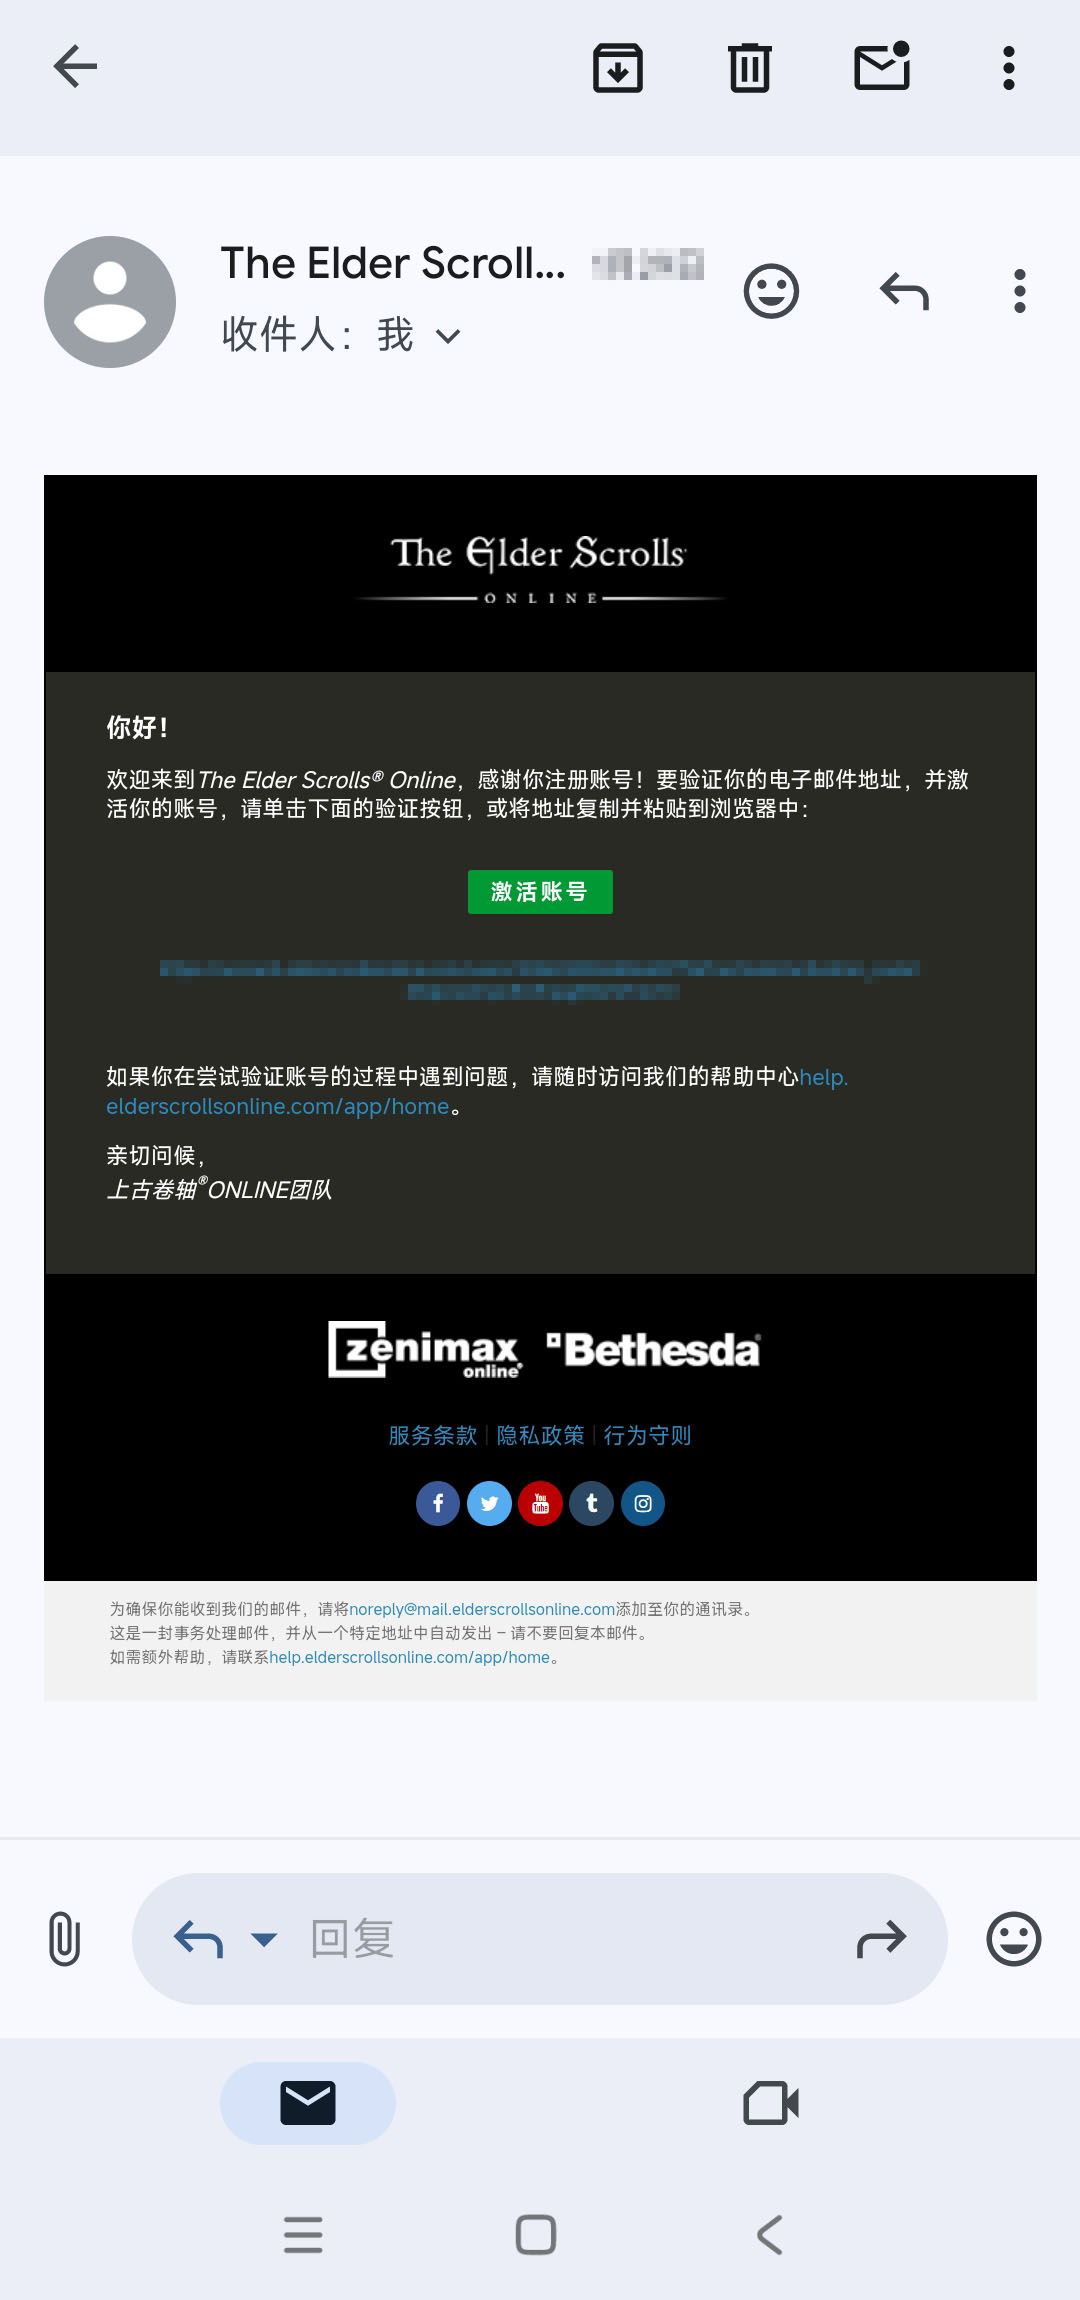 The Elder Scroll...
收件人：我
The Elder Scrolls
ONLINE
你好！
欢迎来到The Elder Scrolls® Online，感谢你注册账号！要验证你的电子邮件地址，并激
活你的账号，请单击下面的验证按钮，或将地址复制并粘贴到浏览器中：
激活账号
如果你在尝试验证账号的过程中遇到问题，请随时访问我们的帮助中心help.
elderscrollsonline.com/app/home。
亲切问候，
上古卷轴®ONLINE团队
zenimax online® Bethesda®
服务条款 | 隐私政策 | 行为守则
为确保你能收到我们的邮件，请将noreply@mail.elderscrollsonline.com添加至你的通讯录。
这是一封事务处理邮件，并从一个特定地址中自动发出 – 请不要回复本邮件。
如需额外帮助，请联系help.elderscrollsonline.com/app/home。
回复